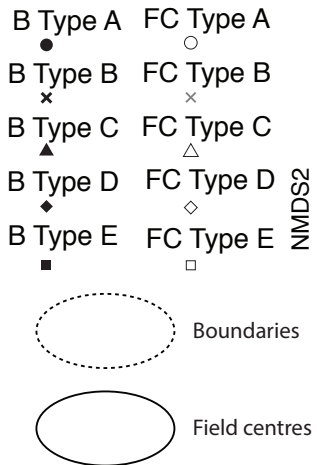 B Type A FC Type A
B Type B FC Type B
B Type C FC Type C
B Type D FC Type D
B Type E FC Type E
NMDS2
Boundaries
Field centres